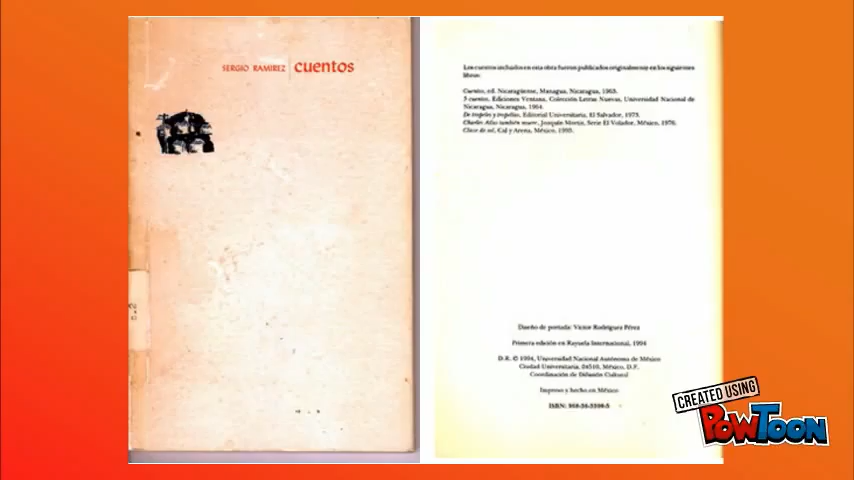 SERGIO RAMIREZ cuentos
Los cuentos incluidos en esta obra fueron publicados originalmente en los siguientes
libros:
Cuentos, ed. Nicaragüense, Managua, Nicaragua, 1963.
Ediciones Ventana, Colección Letras Nuevas, Universidad Nacional de
Nicaragua, Nicaragua, 1964.
De tropeles y tropelías, Editorial Universitaria, El Salvador, 1973.
Charles Atlas también muere, Joaquín Mortiz, Serie El Volador, México, 1976.
Clave de sol, Cal y Arena, México, 1993.
Diseño de portada: Víctor Rodríguez Pérez
Primera edición en Rayuela International, 1994
D.R. © 1994, Universidad Nacional Autónoma de México
Ciudad Universitaria, 04510, México, D.F.
Coordinación de Difusión Cultural
Impreso y hecho en México
ISBN:
CREATED USING
POWTOON